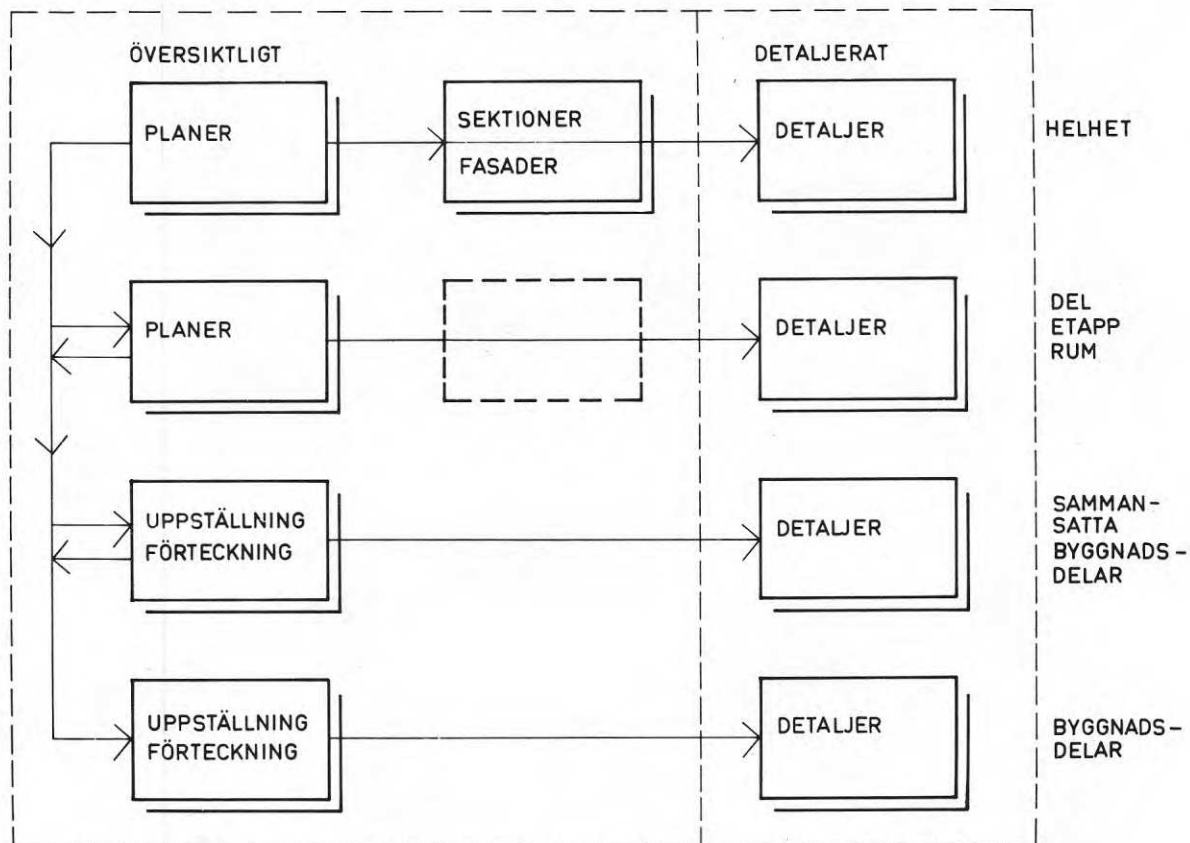 ÖVERSIKTLIGT
DETALJERAT
PLANER
SEKTIONER
FASADER
DETALJER
HELHET
PLANER
DETALJER
DEL
ETAPP
RUM
UPPSTÄLLNING
FÖRTECKNING
DETALJER
SAMMAN-
SATTA
BYGGNADS-
DELAR
UPPSTÄLLNING
FÖRTECKNING
DETALJER
BYGGNADS-
DELAR